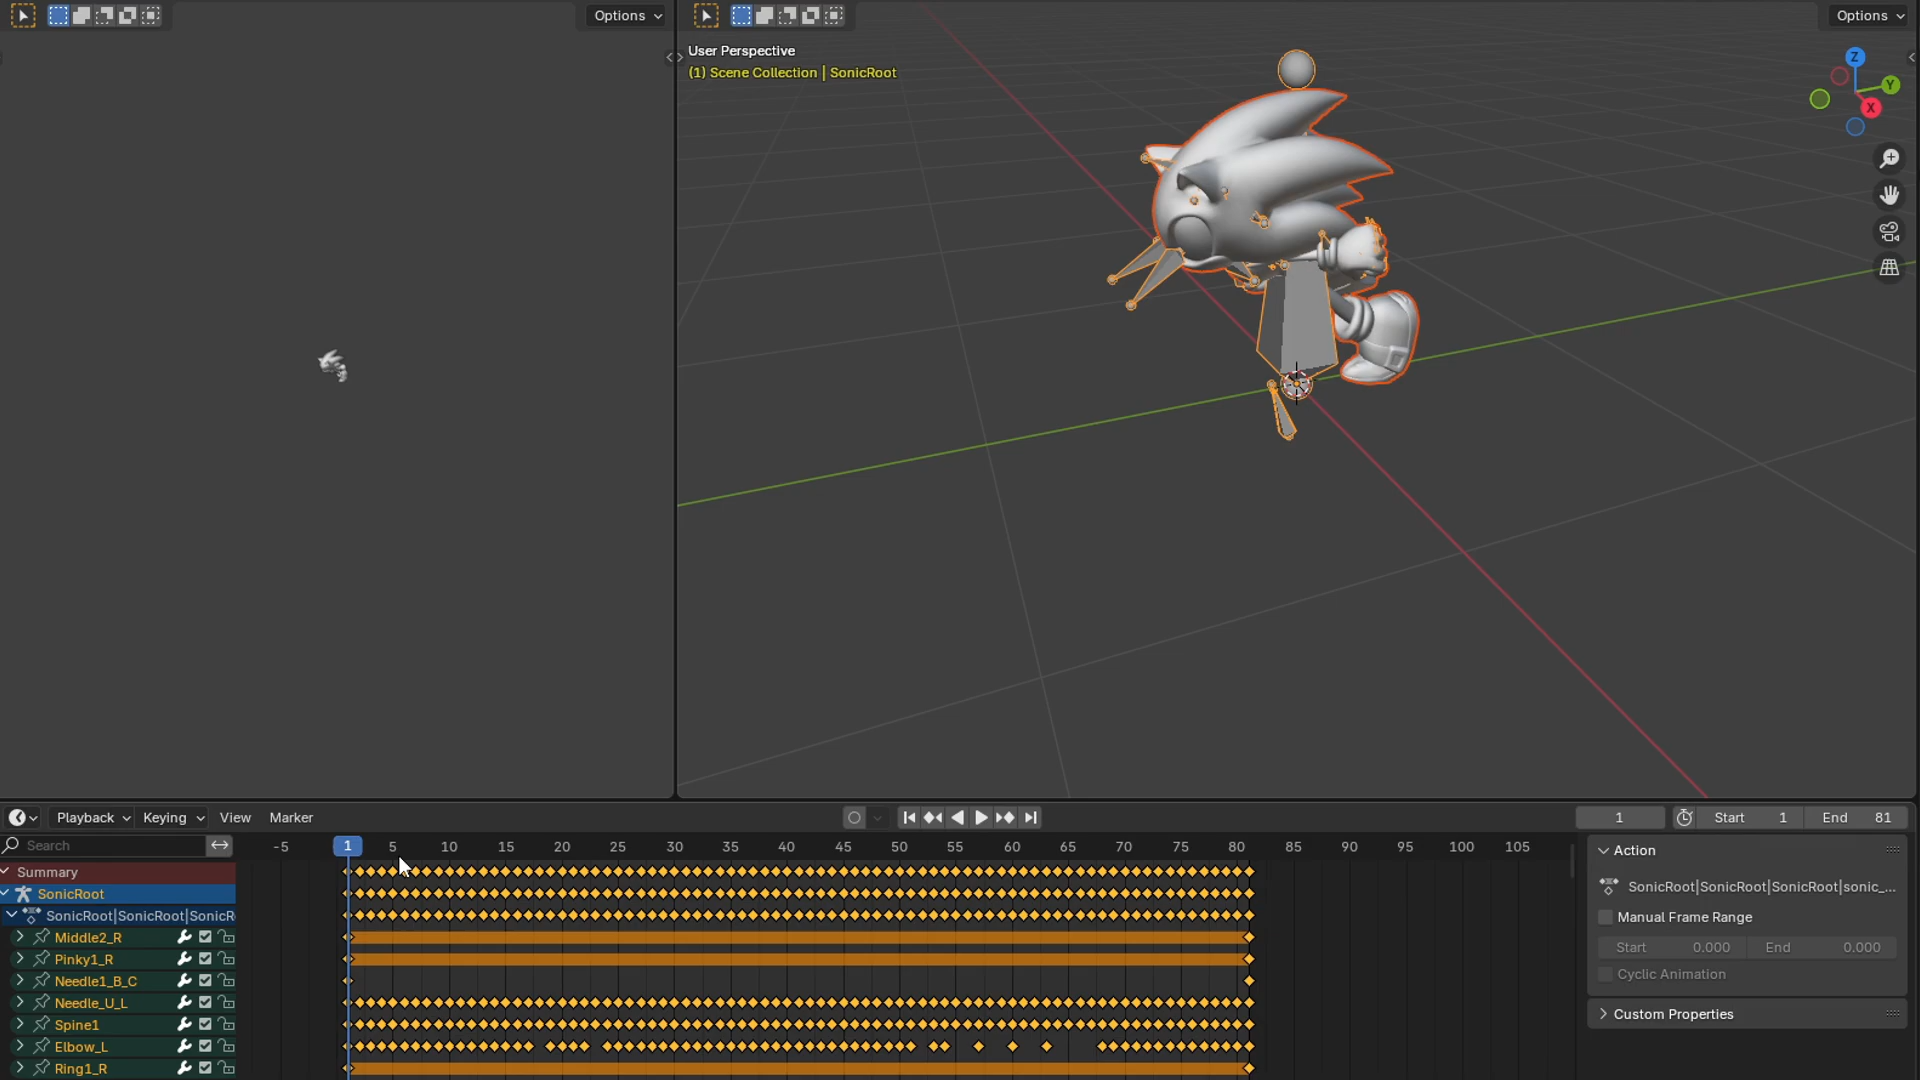 Options
Options
User Perspective
(1) Scene Collection | SonicRoot
Z
Y
X
Playback
Keying
View
Marker
1
Start 1
End 81
Search
-5 1 5 10 15 20 25 30 35 40 45 50 55 60 65 70 75 80 85 90 95 100 105
Summary
SonicRoot
SonicRoot|SonicRoot|SonicR
Middle2_R
Pinky1_R
Needle1_B_C
Needle_U_L
Spine1
Elbow_L
Ring1_R
Action
SonicRoot|SonicRoot|SonicRoot|sonic_...
Manual Frame Range
Start 0.000 End 0.000
Cyclic Animation
Custom Properties